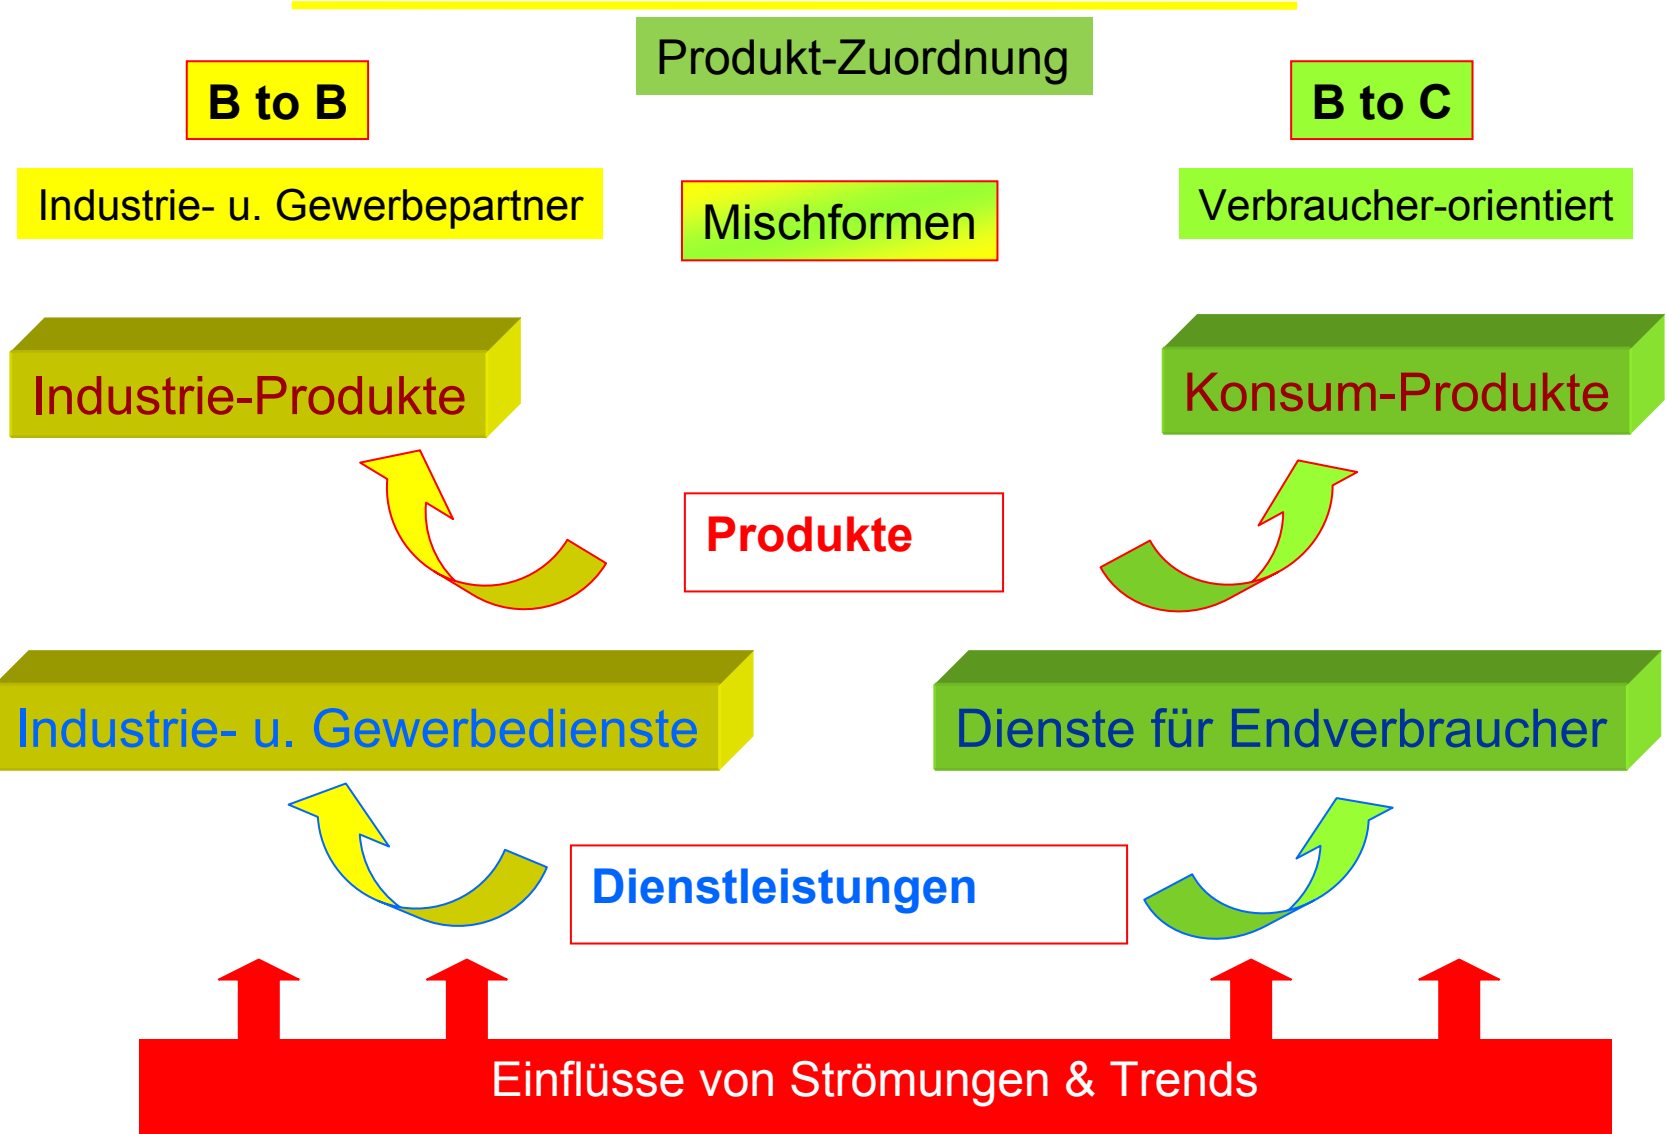 Produkt-Zuordnung
B to B
B to C
Industrie- u. Gewerbepartner
Mischformen
Verbraucher-orientiert
Industrie-Produkte
Konsum-Produkte
Produkte
Industrie- u. Gewerbedienste
Dienste für Endverbraucher
Dienstleistungen
Einflüsse von Strömungen & Trends